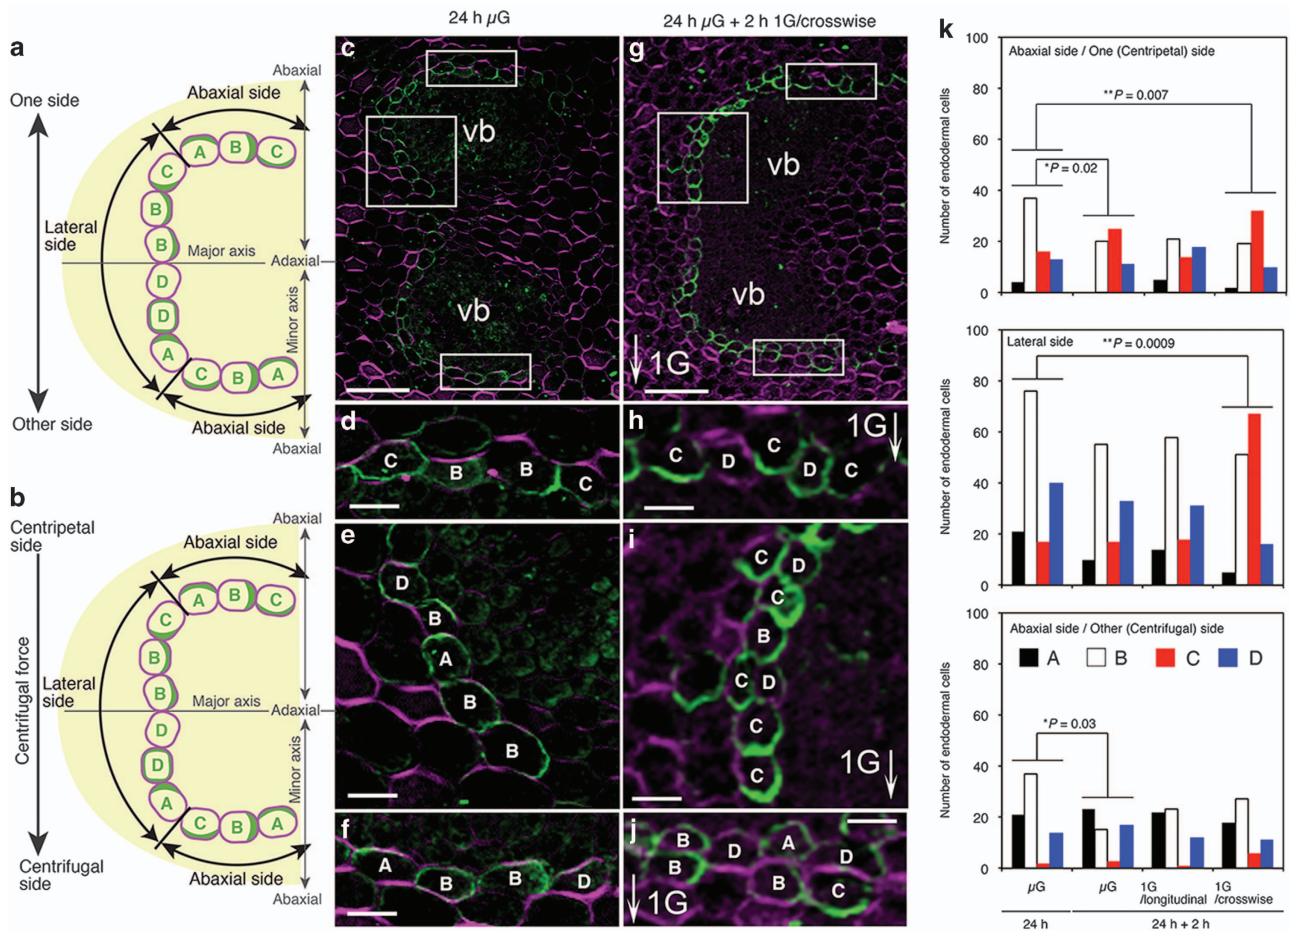 24 h μG
24 h μG + 2 h 1G/crosswise
a
One side
Other side
Abaxial
Abaxial side
A B C
C
B
B
D
D
A
C B A
Lateral
side
Major axis
Adaxial
Minor axis
Abaxial side
Abaxial
b
Centripetal
side
Centrifugal force
Centrifugal
side
Abaxial
Abaxial side
A B C
C
B
B
D
D
A
C B A
Lateral
side
Major axis
Adaxial
Minor axis
Abaxial side
Abaxial
c
vb
vb
d
C B B C
e
D
B
A
B
B
f
A B B D
g
vb
vb
1G
h
1G
C D C D C
i
C D
C
B
C D
C
C
1G
j
B D A D
B B C
1G
k
Number of endodermal cells
100
80
60
40
20
0
Abaxial side / One (Centripetal) side
**P = 0.007
*P = 0.02
Number of endodermal cells
100
80
60
40
20
0
Lateral side
**P = 0.0009
Number of endodermal cells
100
80
60
40
20
0
Abaxial side / Other (Centrifugal) side
A B C D
*P = 0.03
μG μG 1G 1G
/longitudinal /crosswise
24 h 24 h + 2 h